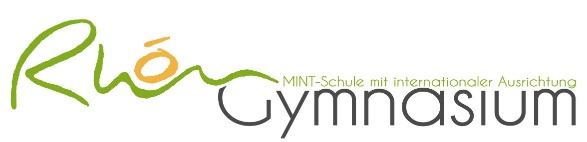 Rhön
MINT-Schule mit internationaler Ausrichtung
Gymnasium